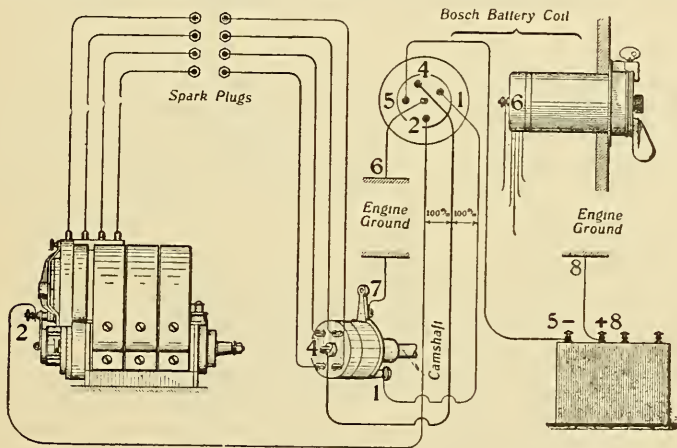 Bosch Battery Coil
Spark Plugs
4
5
1
2
6
6
100%
100%
Engine
Ground
Engine
Ground
7
8
2
4
Camshaft
1
5-
+8